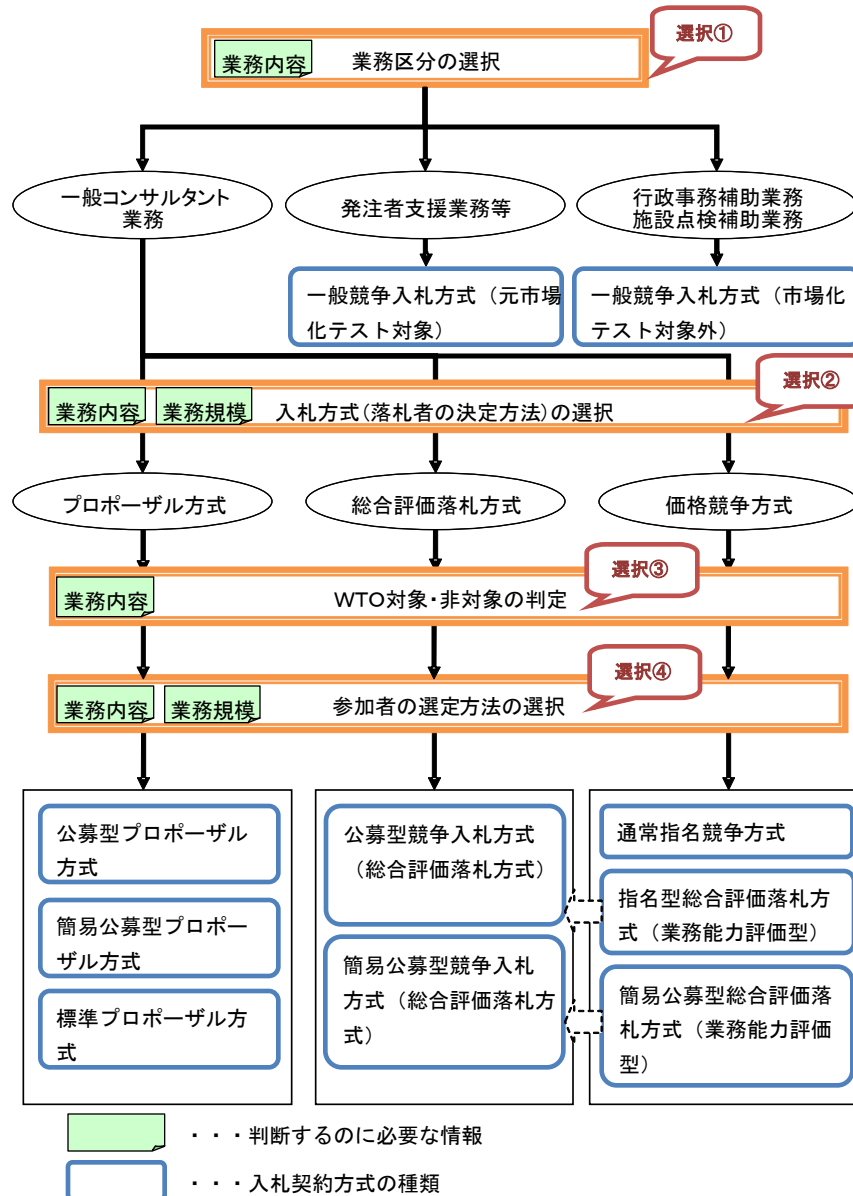 選択①
業務内容
業務区分の選択
一般コンサルタント
業務
発注者支援業務等
行政事務補助業務
施設点検補助業務
一般競争入札方式（元市場
化テスト対象）
一般競争入札方式（市場化
テスト対象外）
選択②
業務内容
業務規模
入札方式(落札者の決定方法)の選択
プロポーザル方式
総合評価落札方式
価格競争方式
選択③
業務内容
WTO対象・非対象の判定
選択④
業務内容
業務規模
参加者の選定方法の選択
公募型プロポーザル
方式
簡易公募型プロポー
ザル方式
標準プロポーザル方
式
公募型競争入札方式
（総合評価落札方式）
簡易公募型競争入札
方式（総合評価落札方
式）
通常指名競争方式
指名型総合評価落札方
式（業務能力評価型）
簡易公募型総合評価落
札方式（業務能力評価
型）
・・・判断するのに必要な情報
・・・入札契約方式の種類